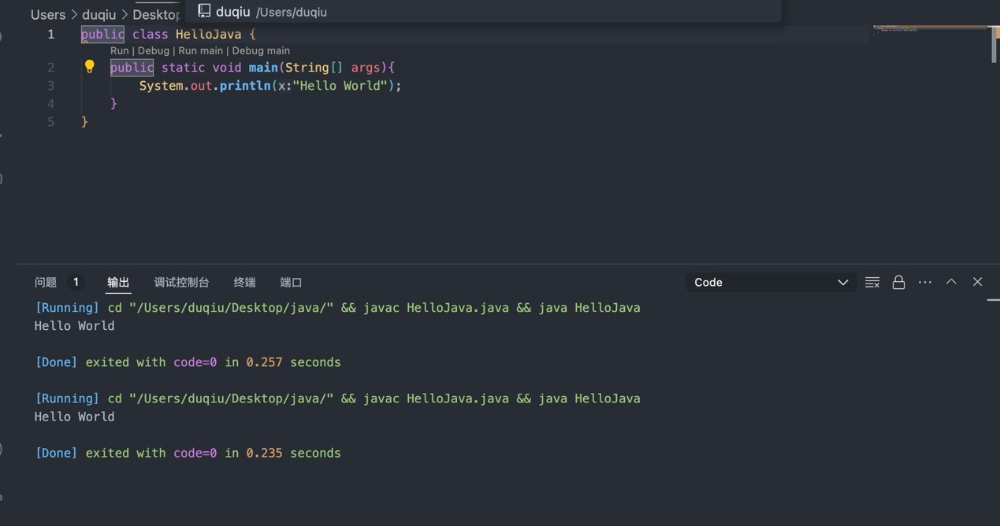 Users > duqiu > Desktop
duqiu /Users/duqiu
1 public class HelloJava {
Run | Debug | Run main | Debug main
2 public static void main(String[] args){
3 System.out.println(x:"Hello World");
4 }
5 }
问题 1 输出 调试控制台 终端 端口 Code
[Running] cd "/Users/duqiu/Desktop/java/" && javac HelloJava.java && java HelloJava
Hello World
[Done] exited with code=0 in 0.257 seconds
[Running] cd "/Users/duqiu/Desktop/java/" && javac HelloJava.java && java HelloJava
Hello World
[Done] exited with code=0 in 0.235 seconds